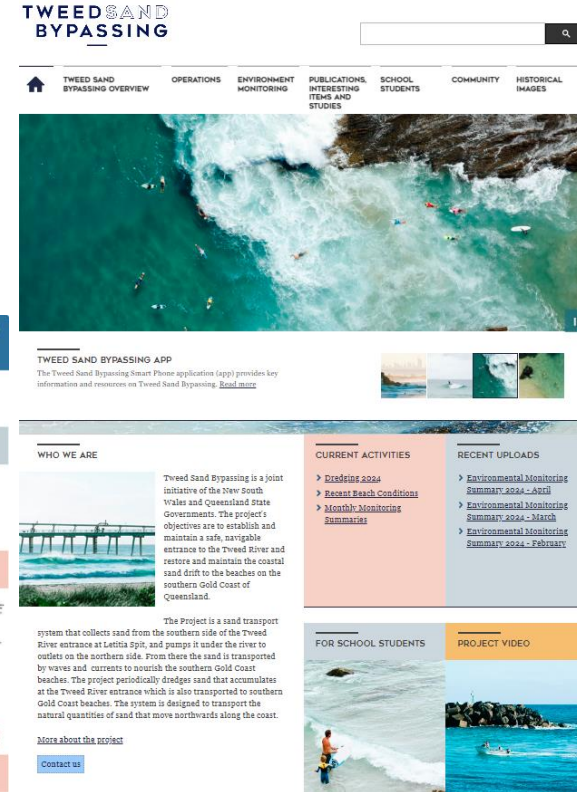 TWEEDSAND
BYPASSING
TWEED SAND
BYPASSING OVERVIEW
OPERATIONS
ENVIRONMENT
MONITORING
PUBLICATIONS,
INTERESTING
ITEMS AND
STUDIES
SCHOOL
STUDENTS
COMMUNITY
HISTORICAL
IMAGES
TWEED SAND BYPASSING APP
The Tweed Sand Bypassing Smart Phone application (app) provides key
information and resources on Tweed Sand Bypassing. Read more
WHO WE ARE
Tweed Sand Bypassing is a joint
initiative of the New South
Wales and Queensland State
Governments. The project's
objectives are to establish and
maintain a safe, navigable
entrance to the Tweed River and
restore and maintain the coastal
sand drift to the beaches on the
southern Gold Coast of
Queensland.
The Project is a sand transport
system that collects sand from the southern side of the Tweed
River entrance at Letitia Spit, and pumps it under the river to
outlets on the northern side. From there the sand is transported
by waves and currents to nourish the southern Gold Coast
beaches. The project periodically dredges sand that accumulates
at the Tweed River entrance which is also transported to southern
Gold Coast beaches. The system is designed to transport the
natural quantities of sand that move northwards along the coast.
More about the project
Contact us
CURRENT ACTIVITIES
Dredging 2024
Recent Beach Conditions
Monthly Monitoring
Summaries
RECENT UPLOADS
Environmental Monitoring
Summary 2024 - April
Environmental Monitoring
Summary 2024 - March
Environmental Monitoring
Summary 2024 - February
FOR SCHOOL STUDENTS
PROJECT VIDEO